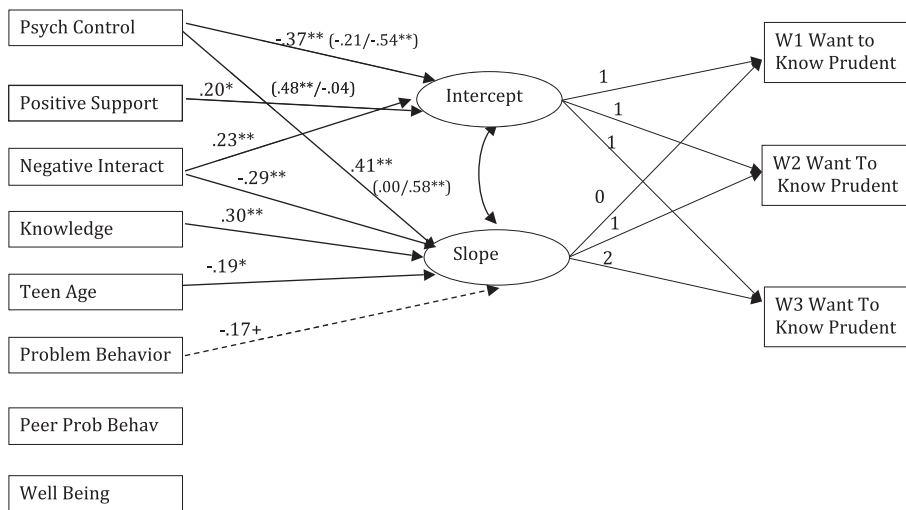 Psych Control
Positive Support
Negative Interact
Knowledge
Teen Age
Problem Behavior
Peer Prob Behav
Well Being
-.37** (-.21/-.54**)
.20*
(.48**/-.04)
.23**
.41**
(.00/.58**)
-.29**
.30**
-.19*
-.17+
Intercept
Slope
1
1
1
0
1
2
W1 Want to
Know Prudent
W2 Want To
Know Prudent
W3 Want To
Know Prudent